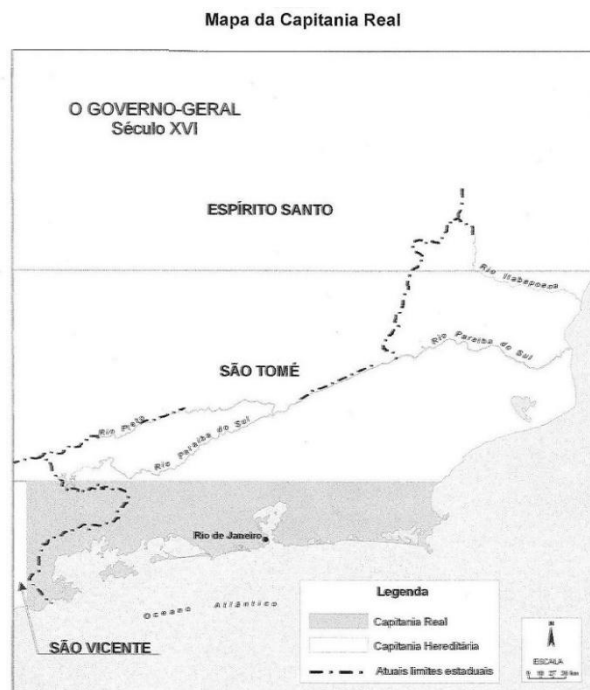 Mapa da Capitania Real
O GOVERNO-GERAL
Século XVI
ESPÍRITO SANTO
Rio Itabapoana
Rio Paraíba do Sul
SÃO TOMÉ
Rio Preto
Rio Paraíba do Sul
Rio de Janeiro
Oceano Atlântico
SÃO VICENTE
Legenda
Capitania Real
Capitania Hereditária
Atuais limites estaduais
N
ESCALA